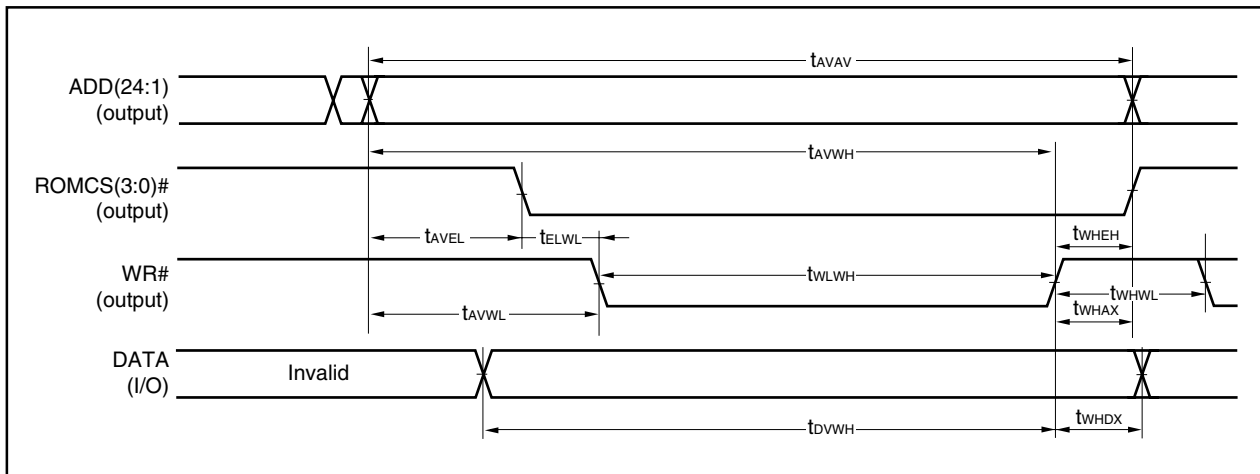 tAVAV
ADD(24:1)
(output)
tAVWH
ROMCS(3:0)#
(output)
tAVEL
tELWL
tWHEH
WR#
(output)
tWLWH
tWHWL
tAVWL
tWHAX
DATA
(I/O)
Invalid
tDVWH
tWHDX